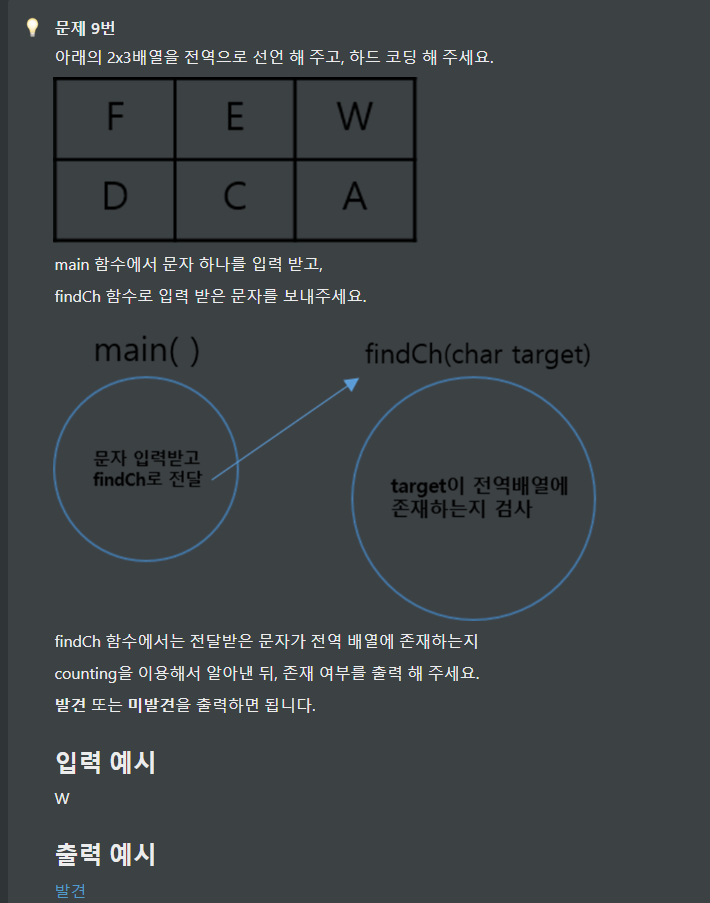 문제 9번
아래의 2x3배열을 전역으로 선언 해 주고, 하드 코딩 해 주세요.
F E W
D C A
main 함수에서 문자 하나를 입력 받고,
findCh 함수로 입력 받은 문자를 보내주세요.
main( )
findCh(char target)
문자 입력받고
findCh로 전달
target이 전역배열에
존재하는지 검사
findCh 함수에서는 전달받은 문자가 전역 배열에 존재하는지
counting을 이용해서 알아낸 뒤, 존재 여부를 출력 해 주세요.
발견 또는 미발견을 출력하면 됩니다.
입력 예시
W
출력 예시
발견